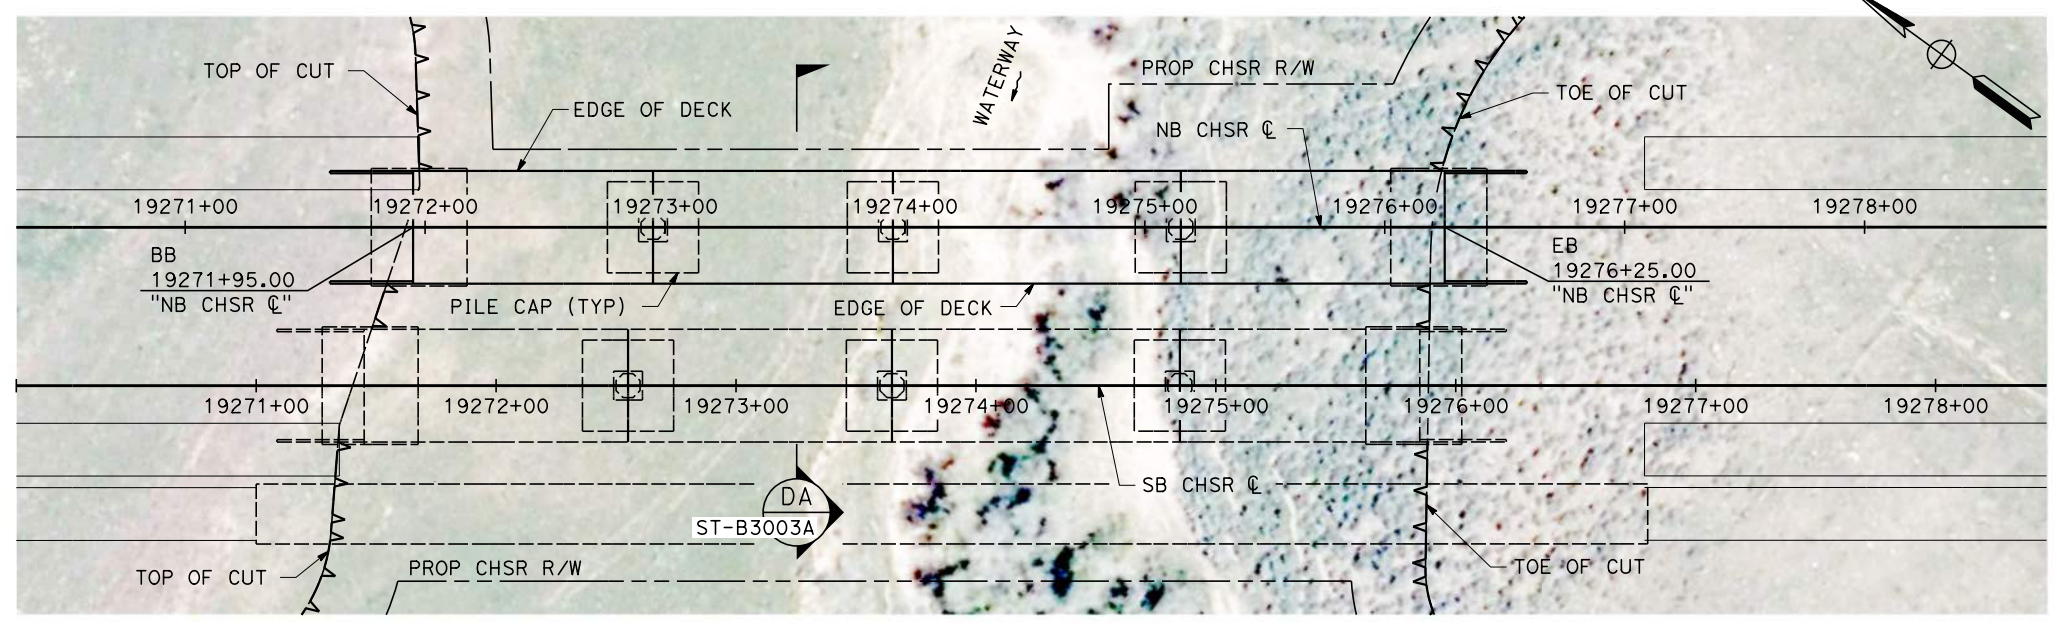 TOP OF CUT
WATERWAY
PROP CHSR R/W
TOE OF CUT
EDGE OF DECK
NB CHSR ℄
19271+00
19272+00
19273+00
19274+00
19275+00
19276+00
19277+00
19278+00
BB
19271+95.00
"NB CHSR ℄"
PILE CAP (TYP)
EDGE OF DECK
EB
19276+25.00
"NB CHSR ℄"
19271+00
19272+00
19273+00
19274+00
19275+00
19276+00
19277+00
19278+00
SB CHSR ℄
DA
ST-B3003A
TOP OF CUT
PROP CHSR R/W
TOE OF CUT